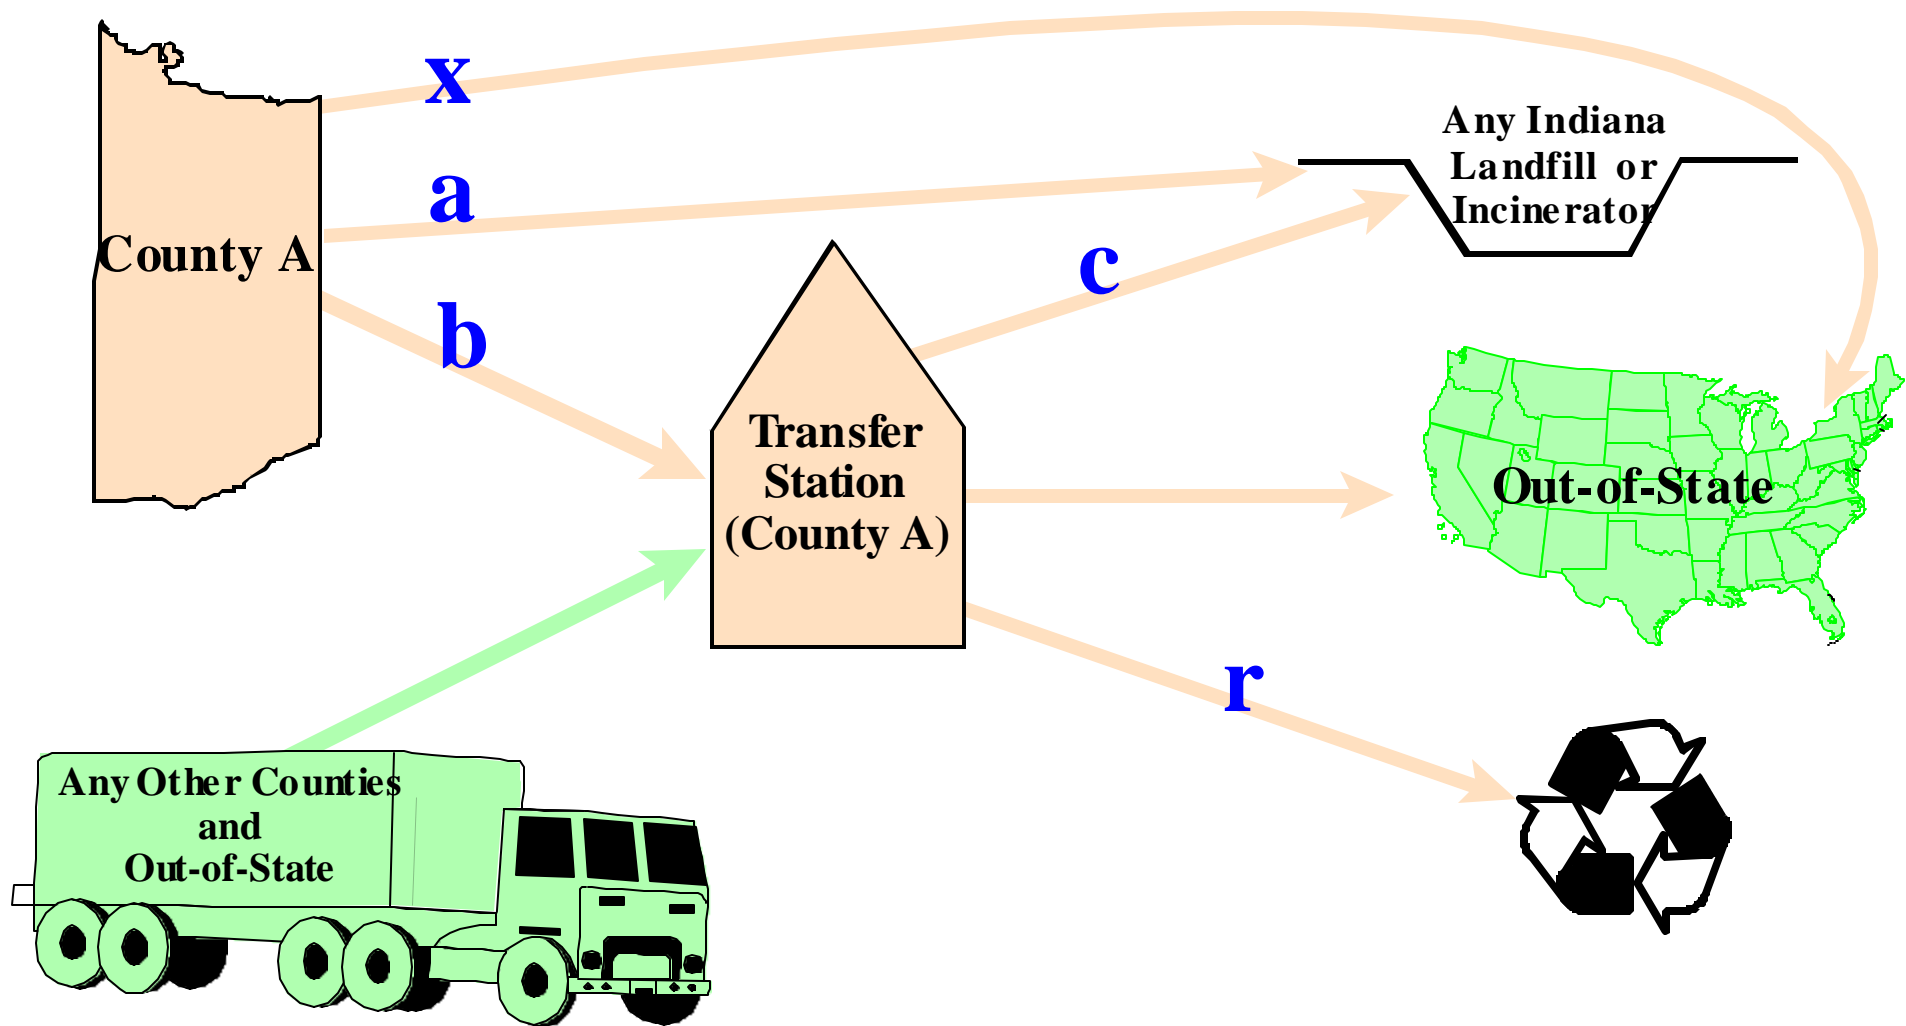 x
Any Indiana
Landfill or
Incinerator
a
County A
c
b
Transfer
Station
(County A)
Out-of-State
r
Any Other Counties
and
Out-of-State